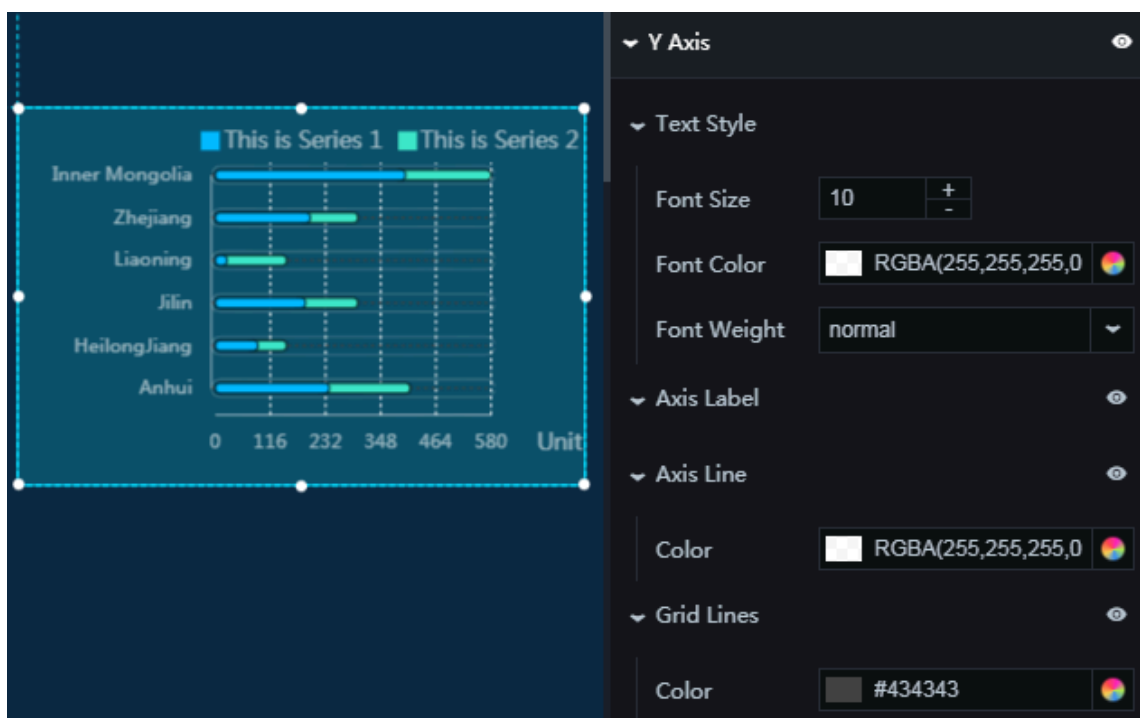 This is Series 1 This is Series 2
Inner Mongolia
Zhejiang
Liaoning
Jilin
HeilongJiang
Anhui
0 116 232 348 464 580 Unit
Y Axis
Text Style
Font Size 10 + -
Font Color RGBA(255,255,255,0
Font Weight normal
Axis Label
Axis Line
Color RGBA(255,255,255,0
Grid Lines
Color #434343